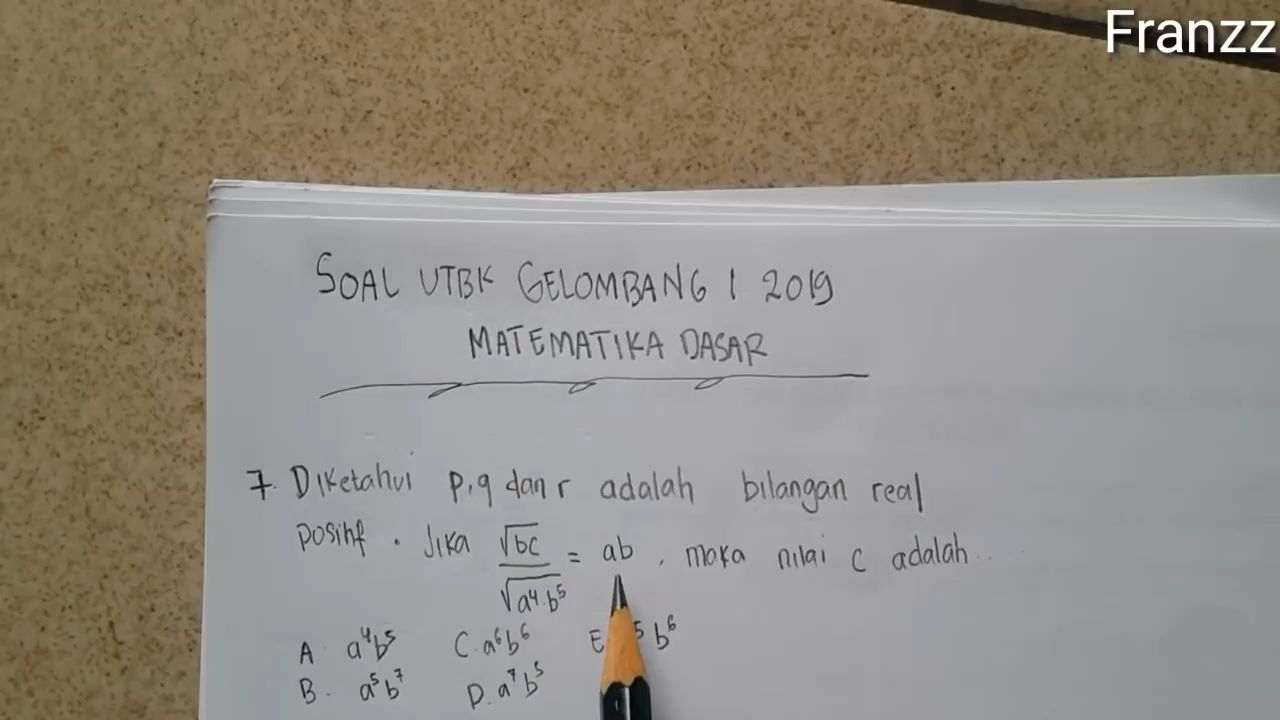 Franzz
SOAL UTBK GELOMBANG 1 2019
MATEMATIKA DASAR
7. Diketahui p,q dan r adalah bilangan real
positif. Jika √bc / √a⁴.b⁵ = ab, maka nilai c adalah...
A. a⁴b⁵ C. a⁶b⁶ E. ⁵b⁶
B. a⁵b⁷ D. a⁷b⁵